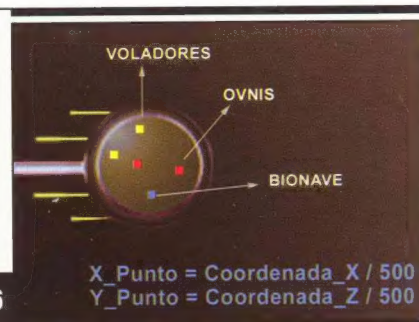 VOLADORES
OVNIS
BIONAVE
X_Punto = Coordenada_X / 500
Y_Punto = Coordenada_Z / 500